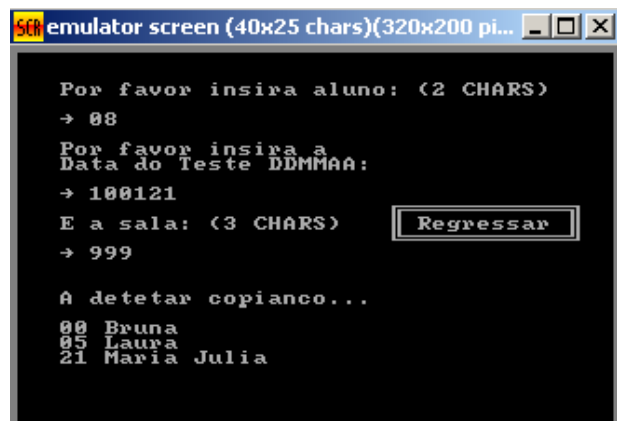 SCR emulator screen (40x25 chars)(320x200 pi...
Por favor insira aluno: (2 CHARS)
→ 08
Por favor insira a
Data do Teste DDMMAA:
→ 100121
E a sala: (3 CHARS) Regressar
→ 999
A detetar copianco...
00 Bruna
05 Laura
21 Maria Julia